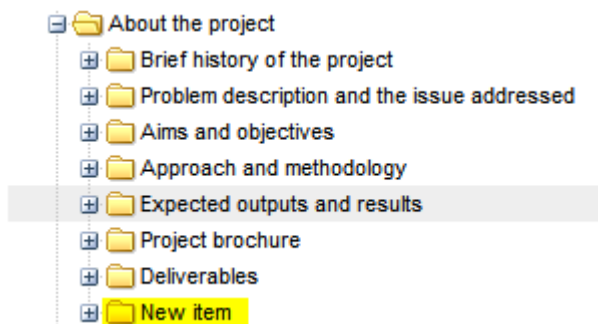 About the project
Brief history of the project
Problem description and the issue addressed
Aims and objectives
Approach and methodology
Expected outputs and results
Project brochure
Deliverables
New item